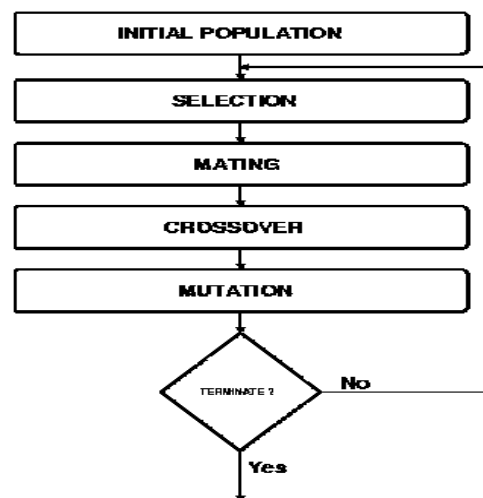 INITIAL POPULATION
SELECTION
MATING
CROSSOVER
MUTATION
TERMINATE ?
No
Yes